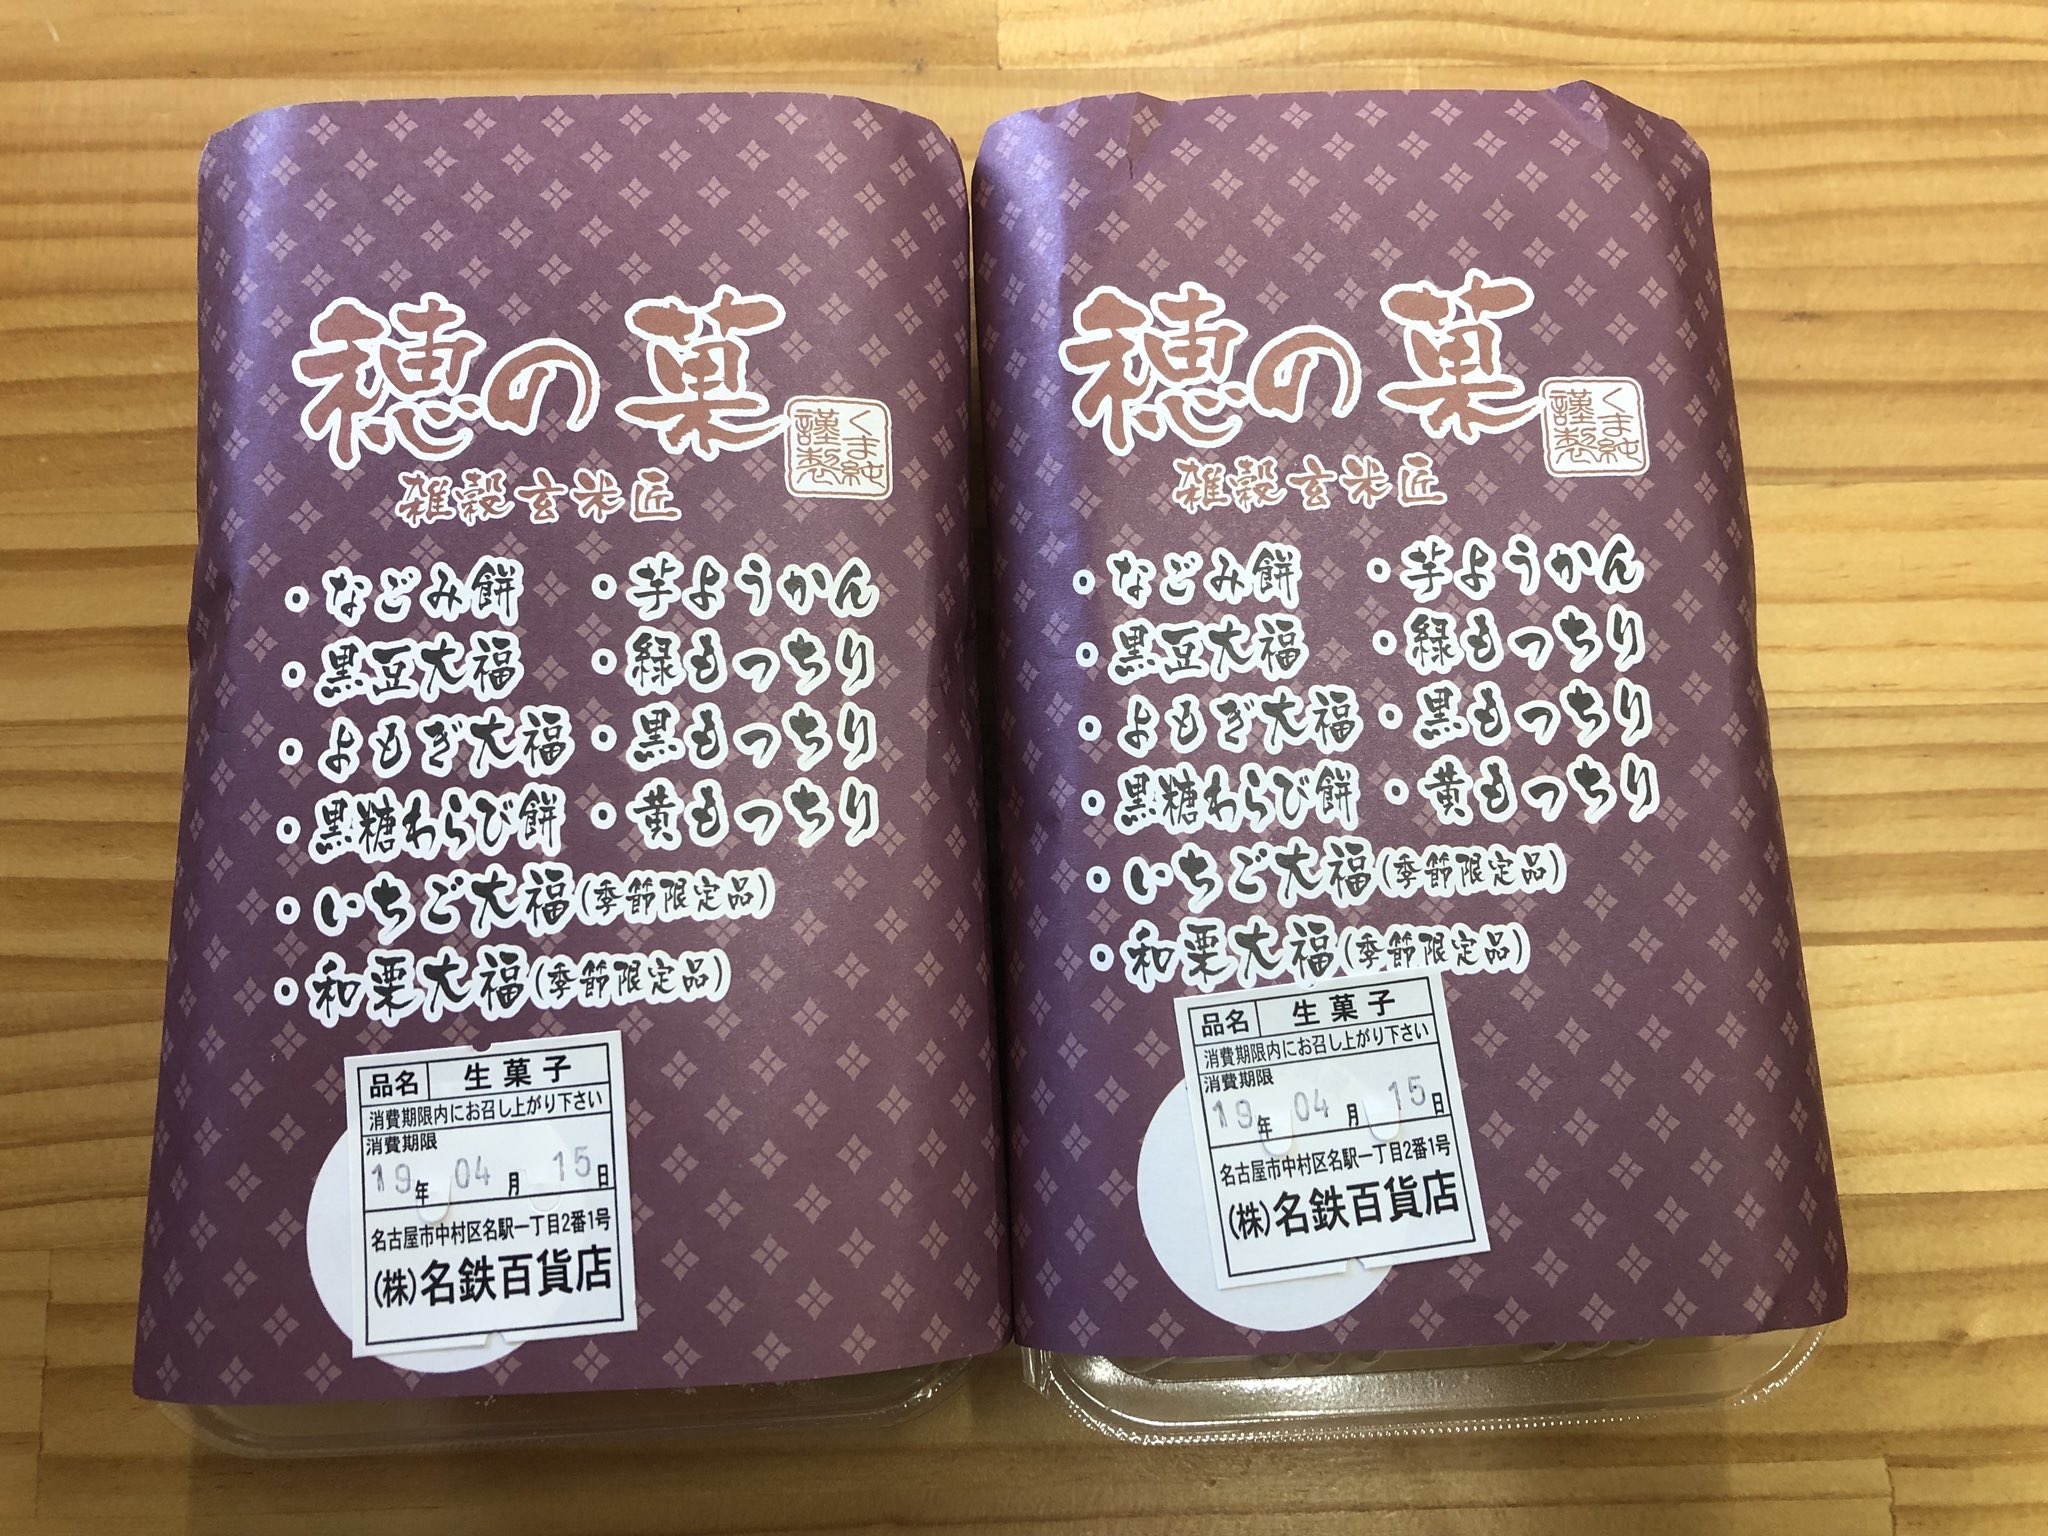 穂の菓
くま純
謹製
雑穀玄米匠
・なごみ餅
・黒豆大福
・よもぎ大福
・黒糖わらび餅
・いちご大福(季節限定品)
・和栗大福(季節限定品)
・芋ようかん
・緑もっちり
・黒もっちり
・黄もっちり
品名 生菓子
消費期限内にお召し上がり下さい
消費期限
19年 04月 15日
名古屋市中村区名駅一丁目2番1号
(株)名鉄百貨店
穂の菓
くま純
謹製
雑穀玄米匠
・なごみ餅
・黒豆大福
・よもぎ大福
・黒糖わらび餅
・いちご大福(季節限定品)
・和栗大福(季節限定品)
・芋ようかん
・緑もっちり
・黒もっちり
・黄もっちり
品名 生菓子
消費期限内にお召し上がり下さい
消費期限
19年 04月 15日
名古屋市中村区名駅一丁目2番1号
(株)名鉄百貨店